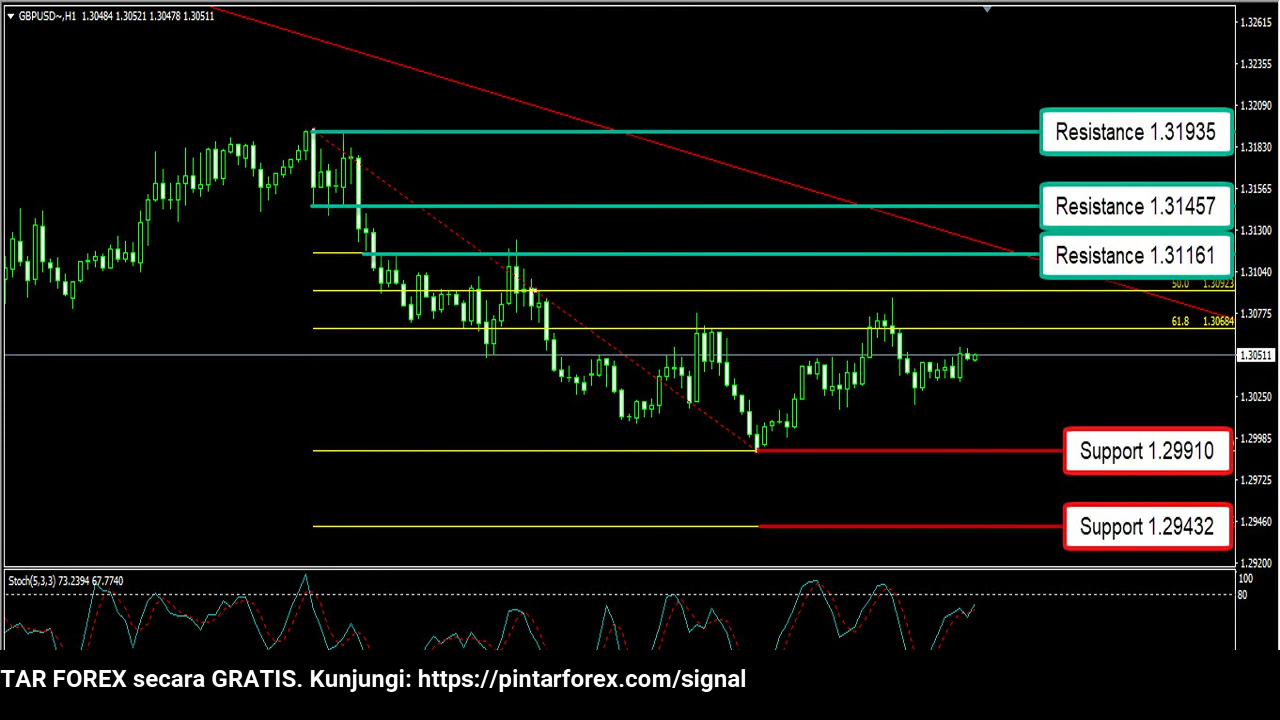 GBPUSD~,H1 1.30484 1.30521 1.30478 1.30511
1.32615
1.32355
1.32090
Resistance 1.31935
1.31830
1.31565
Resistance 1.31457
1.31300
Resistance 1.31161
1.31040
50.0 1.30923
1.30775
61.8 1.30684
1.30511
1.30250
1.29985
Support 1.29910
1.29725
Support 1.29432
1.29460
1.29200
Stoch(5,3,3) 73.2394 67.7740
100
80
TAR FOREX secara GRATIS. Kunjungi: https://pintarforex.com/signal